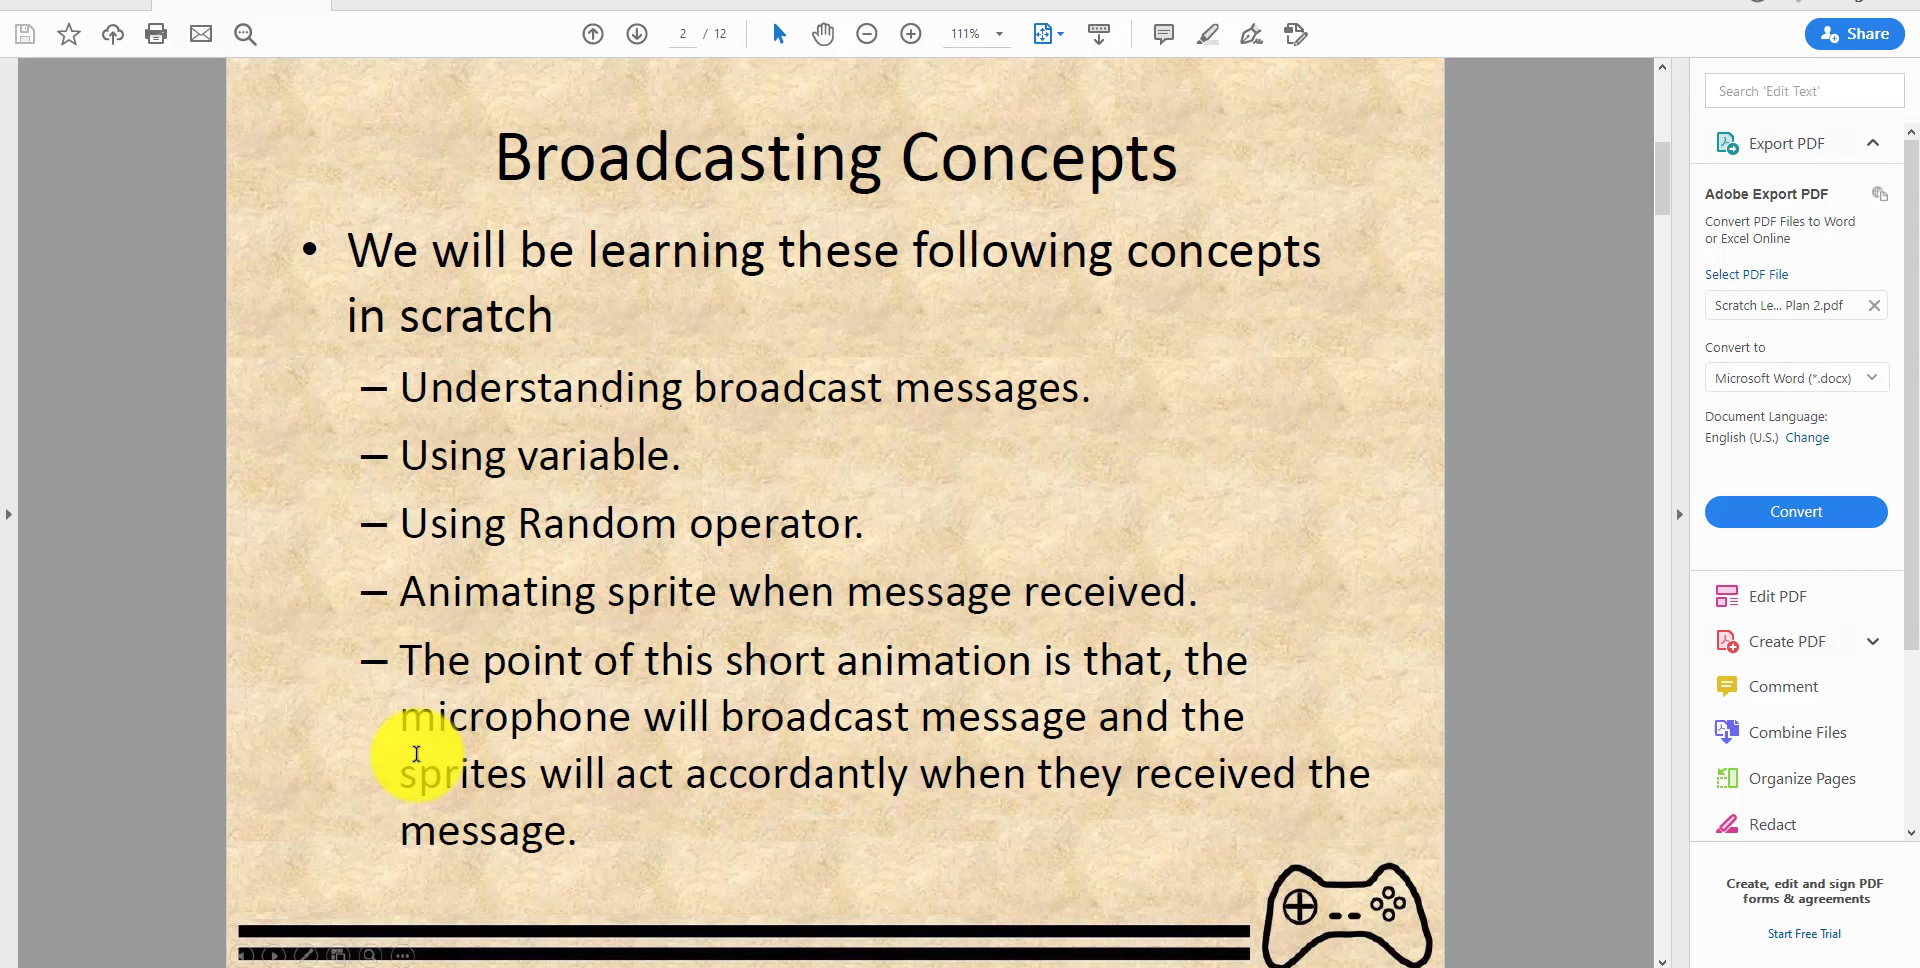 2 / 12
111%
Share
Broadcasting Concepts
• We will be learning these following concepts
in scratch
– Understanding broadcast messages.
– Using variable.
– Using Random operator.
– Animating sprite when message received.
– The point of this short animation is that, the
microphone will broadcast message and the
sprites will act accordantly when they received the
message.
Search 'Edit Text'
Export PDF
Adobe Export PDF
Convert PDF Files to Word
or Excel Online
Select PDF File
Scratch Le... Plan 2.pdf
Convert to
Microsoft Word (*.docx)
Document Language:
English (U.S.) Change
Convert
Edit PDF
Create PDF
Comment
Combine Files
Organize Pages
Redact
Create, edit and sign PDF
forms & agreements
Start Free Trial